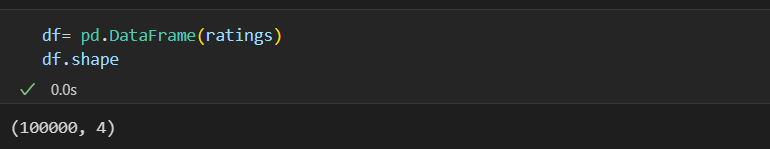 df= pd.DataFrame(ratings)
df.shape
0.0s
(100000, 4)